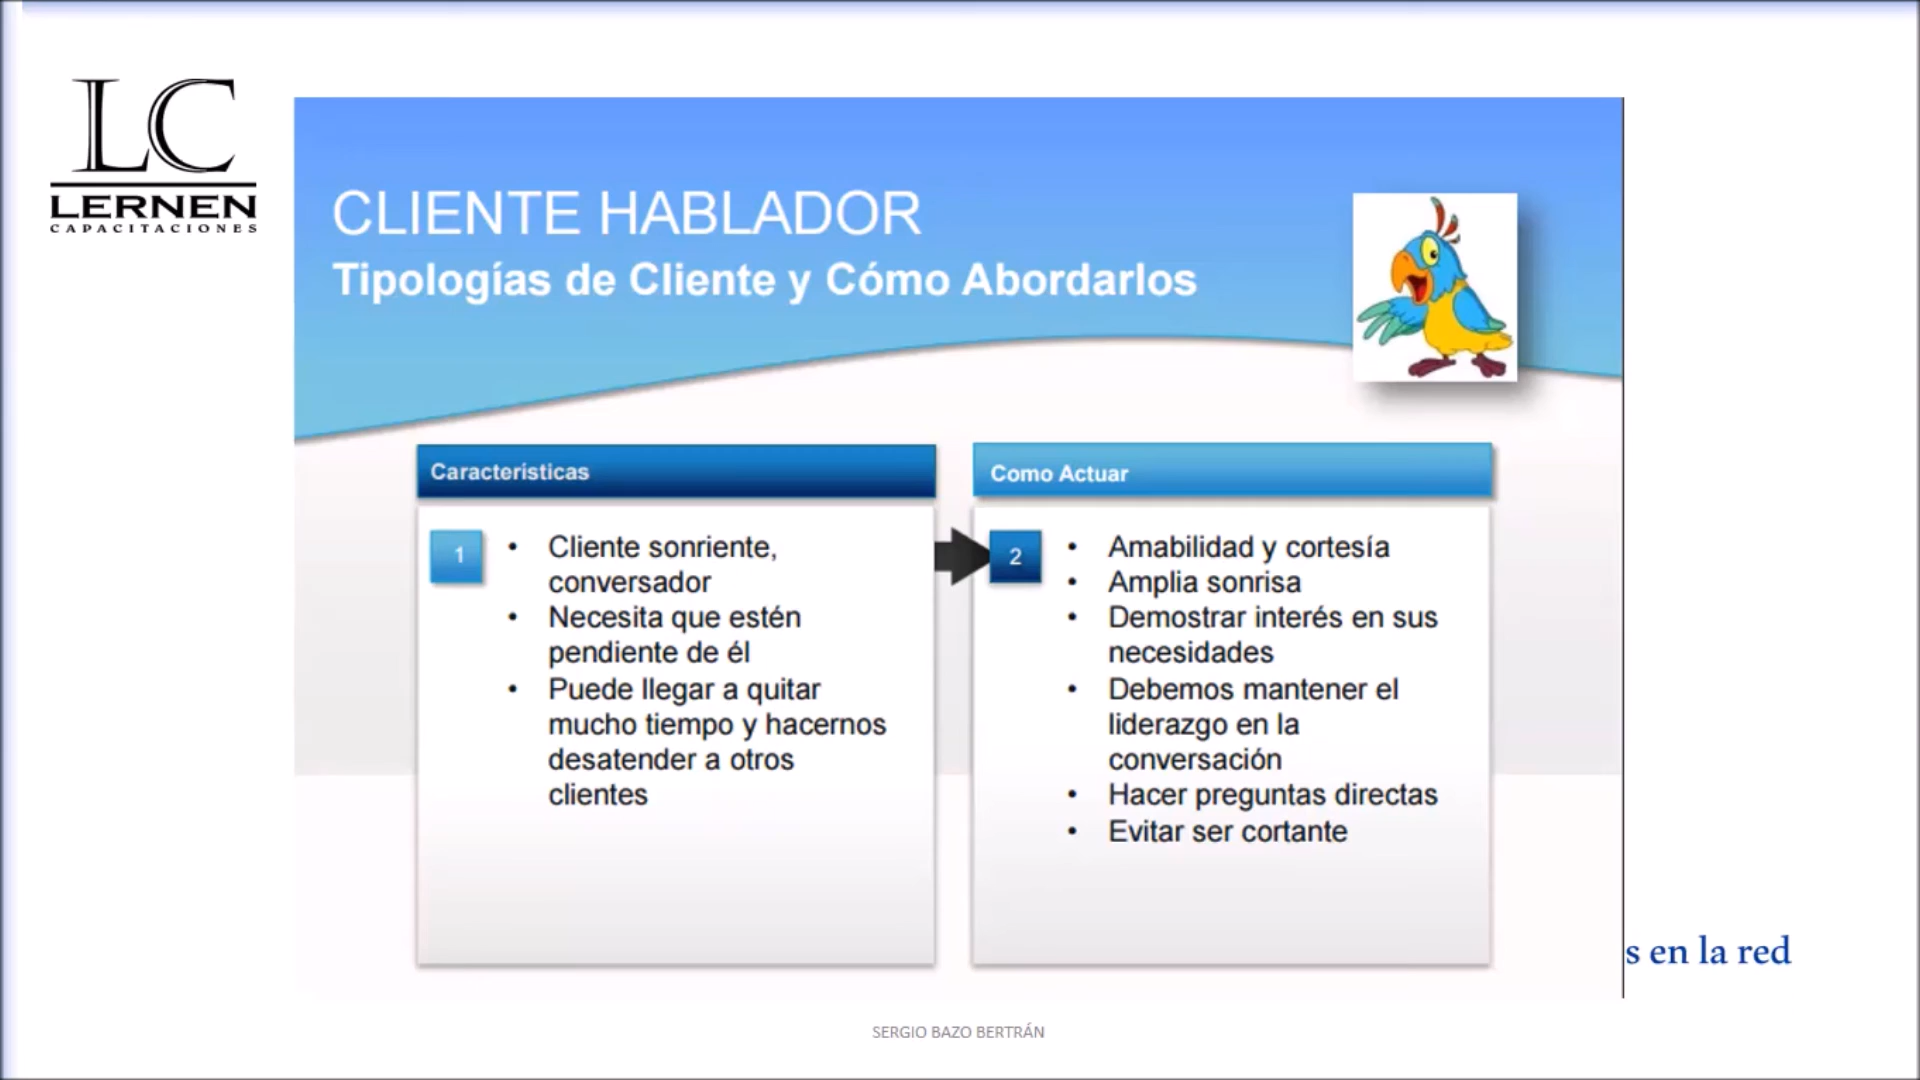 LC
LERNEN
CAPACITACIONES
CLIENTE HABLADOR
Tipologías de Cliente y Cómo Abordarlos
Características
1
• Cliente sonriente,
conversador
• Necesita que estén
pendiente de él
• Puede llegar a quitar
mucho tiempo y hacernos
desatender a otros
clientes
Como Actuar
2
• Amabilidad y cortesía
• Amplia sonrisa
• Demostrar interés en sus
necesidades
• Debemos mantener el
liderazgo en la
conversación
• Hacer preguntas directas
• Evitar ser cortante
s en la red
SERGIO BAZO BERTRÁN